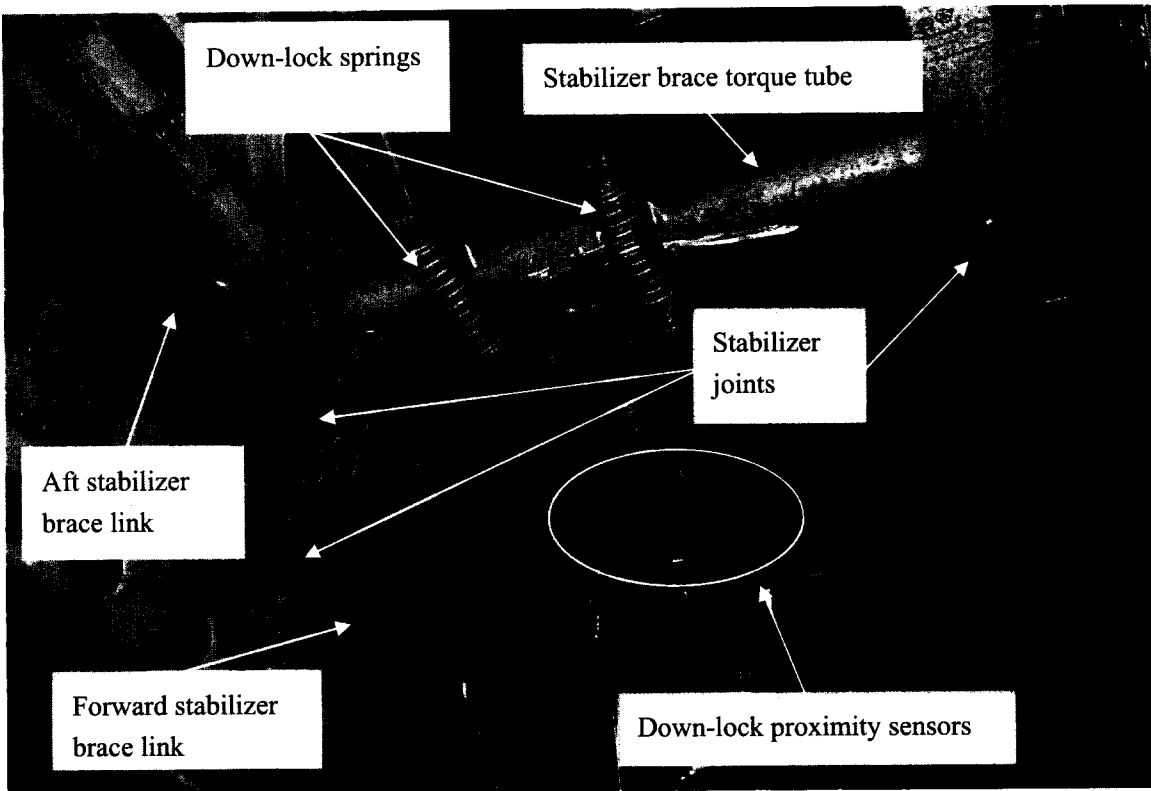 Down-lock springs
Stabilizer brace torque tube
Stabilizer
joints
Aft stabilizer
brace link
Forward stabilizer
brace link
Down-lock proximity sensors